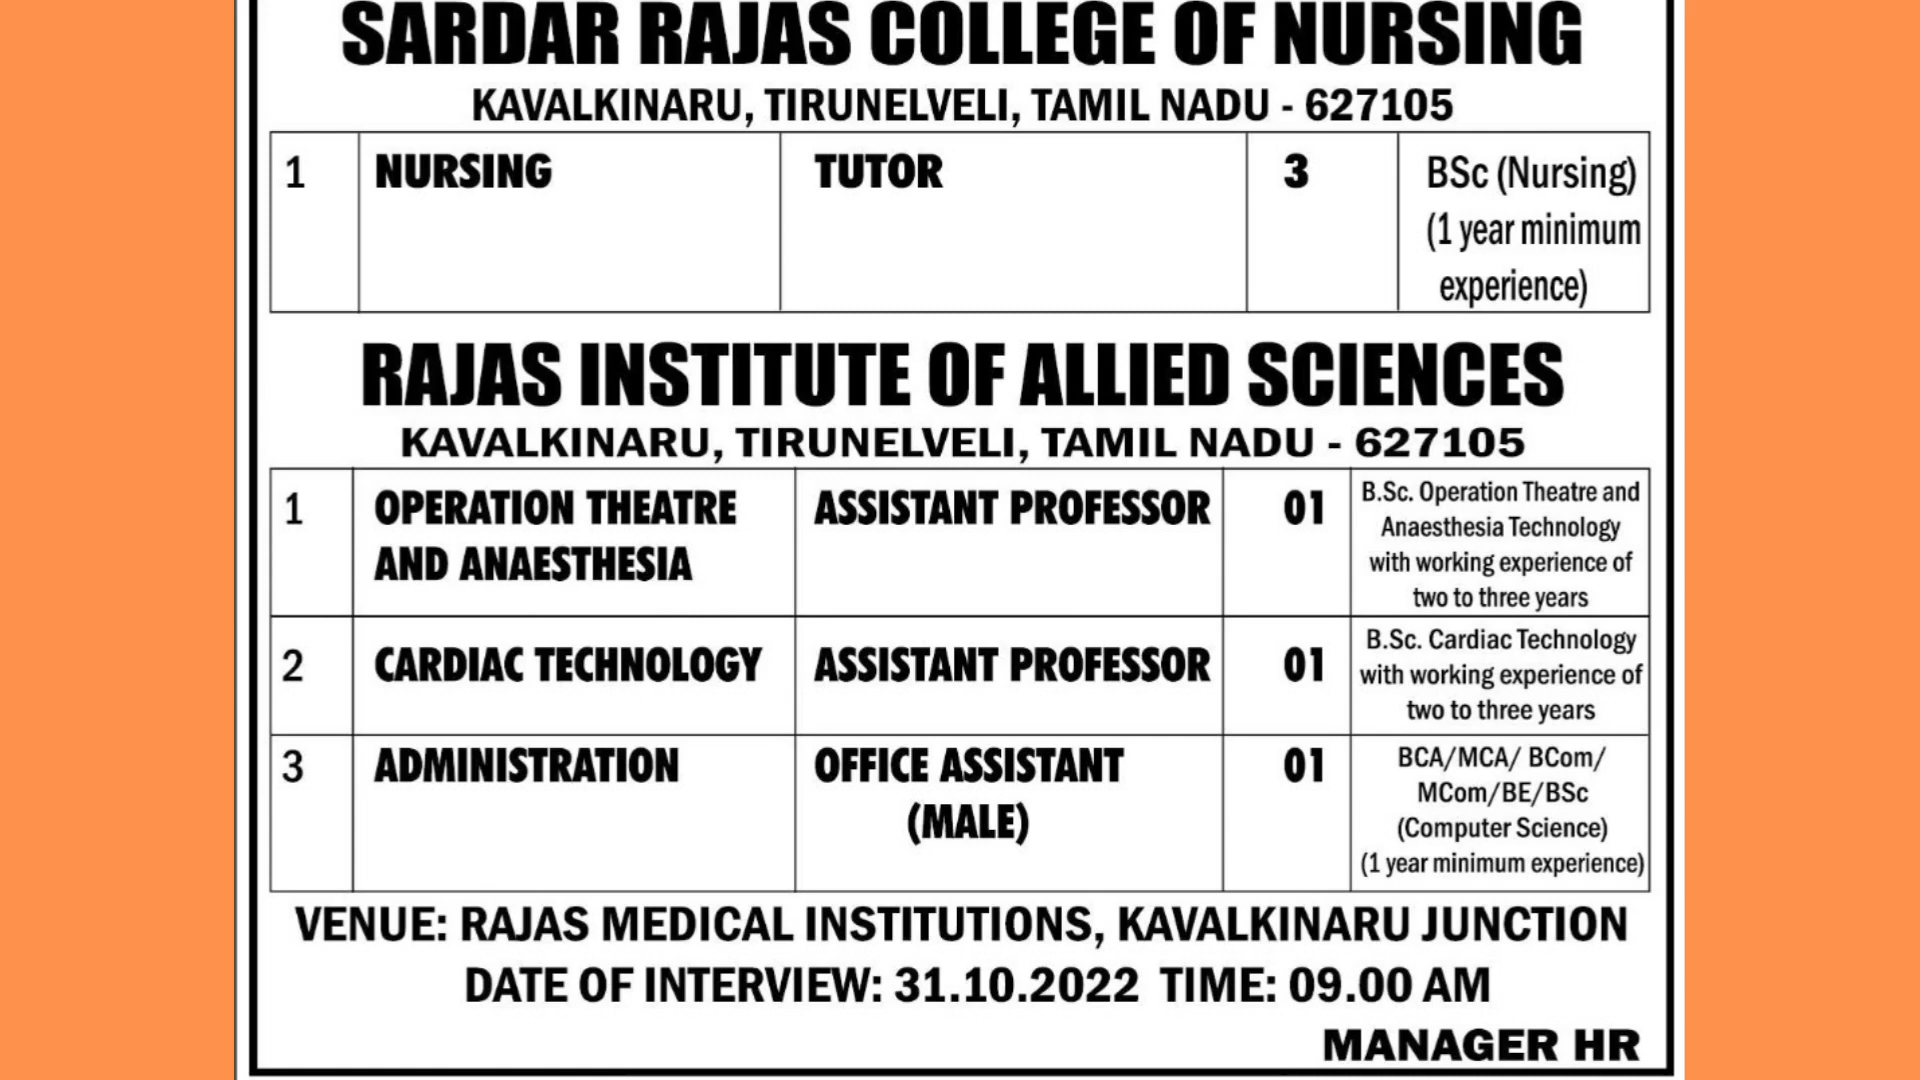 SARDAR RAJAS COLLEGE OF NURSING
KAVALKINARU, TIRUNELVELI, TAMIL NADU - 627105
1 NURSING TUTOR 3 BSc (Nursing)
(1 year minimum
experience)
RAJAS INSTITUTE OF ALLIED SCIENCES
KAVALKINARU, TIRUNELVELI, TAMIL NADU - 627105
1 OPERATION THEATRE ASSISTANT PROFESSOR 01 B.Sc. Operation Theatre and
AND ANAESTHESIA Anaesthesia Technology
with working experience of
two to three years
2 CARDIAC TECHNOLOGY ASSISTANT PROFESSOR 01 B.Sc. Cardiac Technology
with working experience of
two to three years
3 ADMINISTRATION OFFICE ASSISTANT 01 BCA/MCA/ BCom/
(MALE) MCom/BE/BSc
(Computer Science)
(1 year minimum experience)
VENUE: RAJAS MEDICAL INSTITUTIONS, KAVALKINARU JUNCTION
DATE OF INTERVIEW: 31.10.2022 TIME: 09.00 AM
MANAGER HR